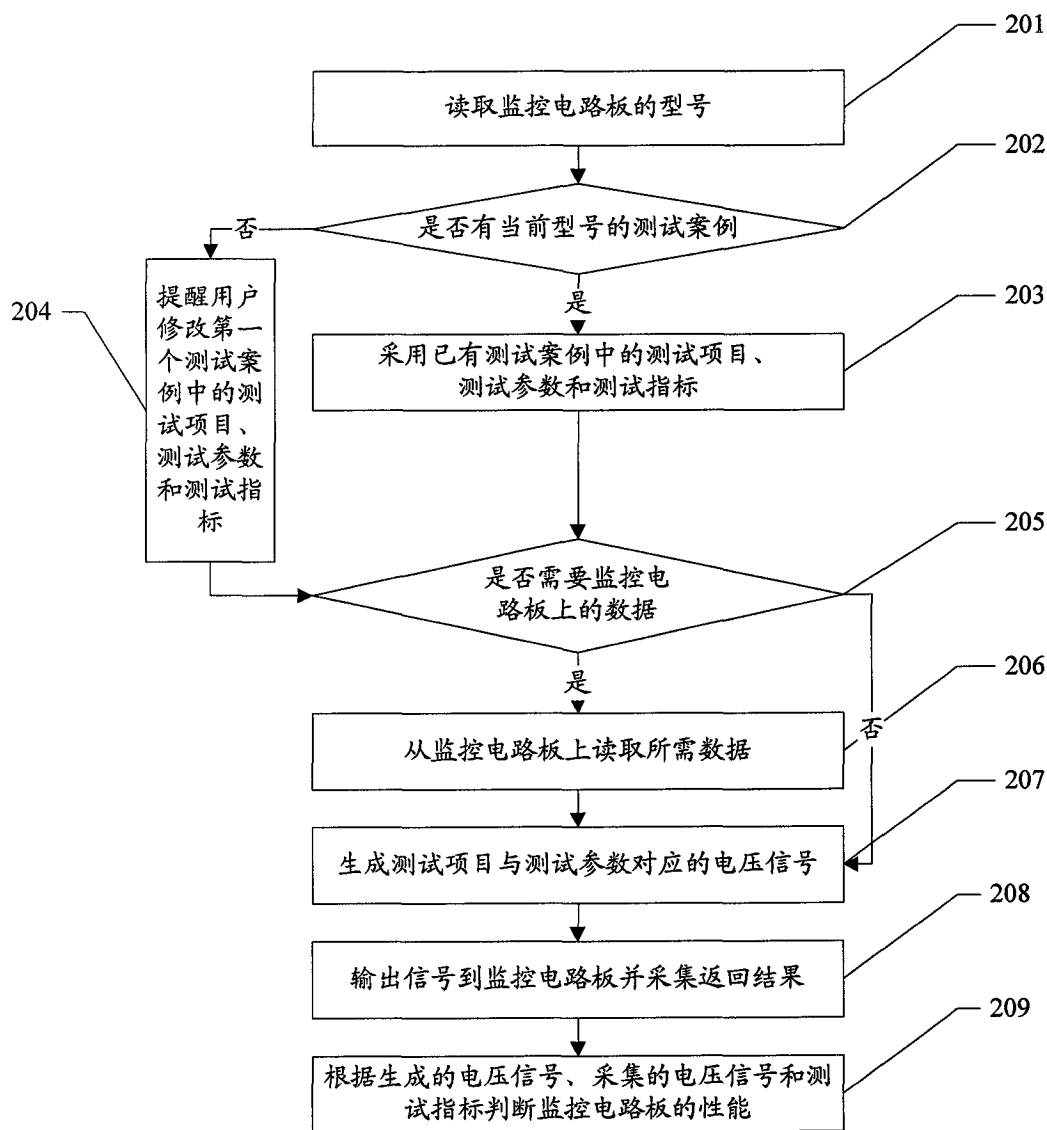 201
读取监控电路板的型号
202
是否有当前型号的测试案例
否
是
203
采用已有测试案例中的测试项目、
测试参数和测试指标
204
提醒用户
修改第一
个测试案
例中的测
试项目、
测试参数
和测试指
标
205
是否需要监控电
路板上的数据
是
否
206
从监控电路板上读取所需数据
207
生成测试项目与测试参数对应的电压信号
208
输出信号到监控电路板并采集返回结果
209
根据生成的电压信号、采集的电压信号和测
试指标判断监控电路板的性能